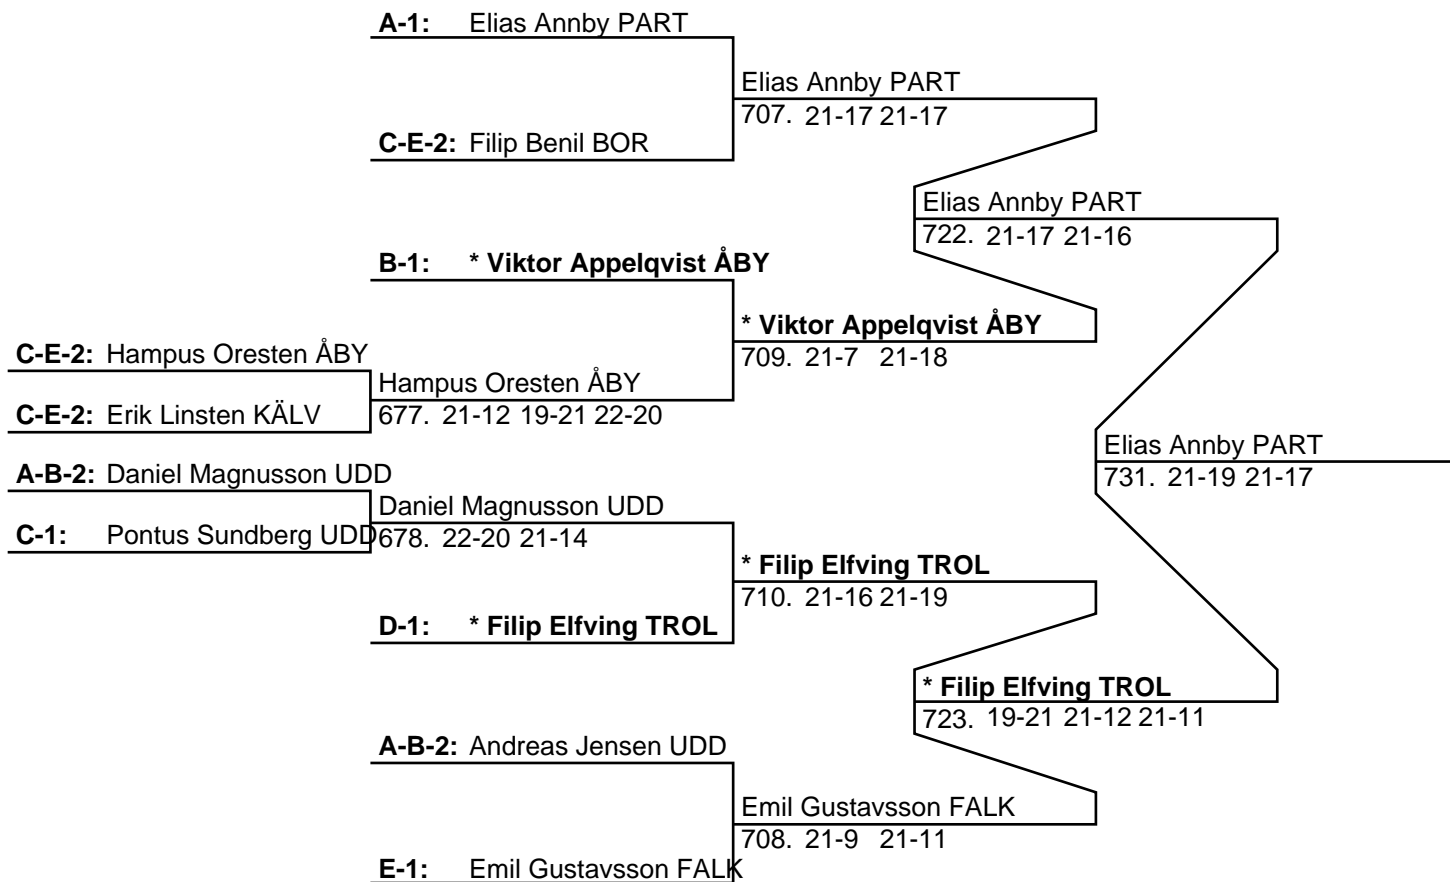 A-1: Elias Annby PART
Elias Annby PART
707. 21-17 21-17
C-E-2: Filip Benil BOR
Elias Annby PART
722. 21-17 21-16
B-1: * Viktor Appelqvist ÅBY
* Viktor Appelqvist ÅBY
709. 21-7 21-18
C-E-2: Hampus Oresten ÅBY
Hampus Oresten ÅBY
677. 21-12 19-21 22-20
C-E-2: Erik Linsten KÄLV
Elias Annby PART
731. 21-19 21-17
A-B-2: Daniel Magnusson UDD
Daniel Magnusson UDD
678. 22-20 21-14
C-1: Pontus Sundberg UDD
* Filip Elfving TROL
710. 21-16 21-19
D-1: * Filip Elfving TROL
* Filip Elfving TROL
723. 19-21 21-12 21-11
A-B-2: Andreas Jensen UDD
Emil Gustavsson FALK
708. 21-9 21-11
E-1: Emil Gustavsson FALK